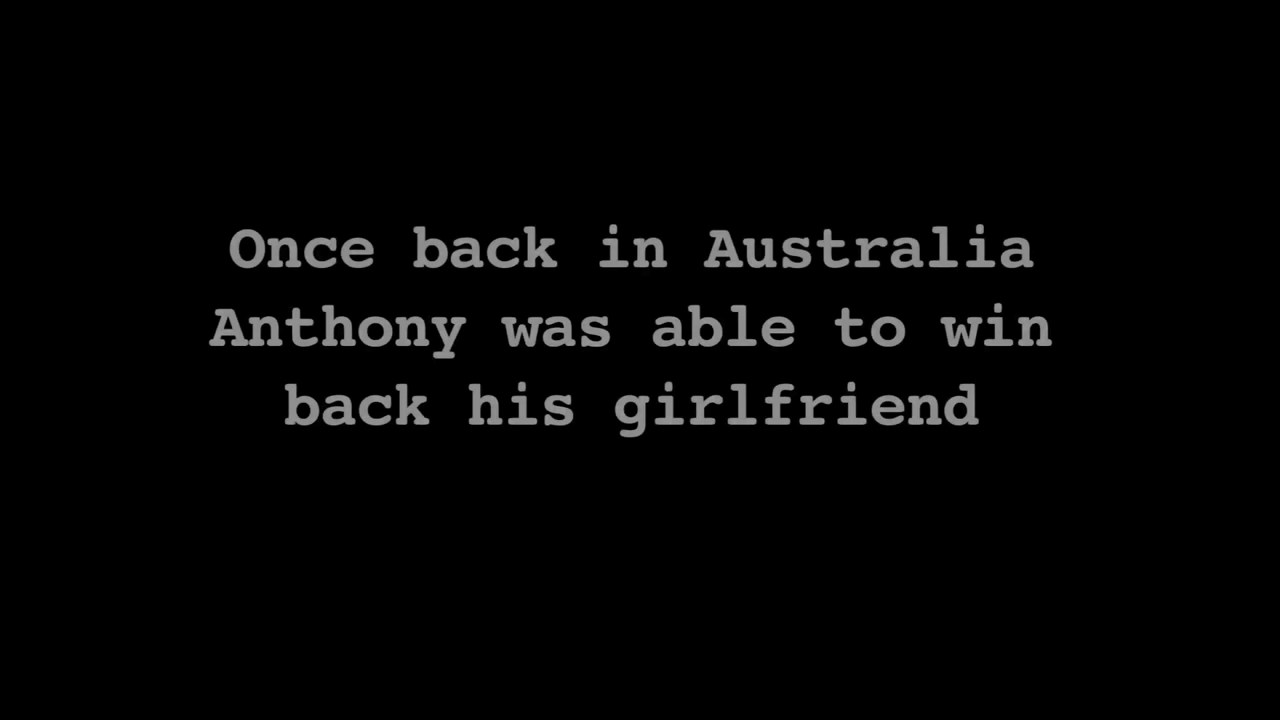 Once back in Australia
Anthony was able to win
back his girlfriend